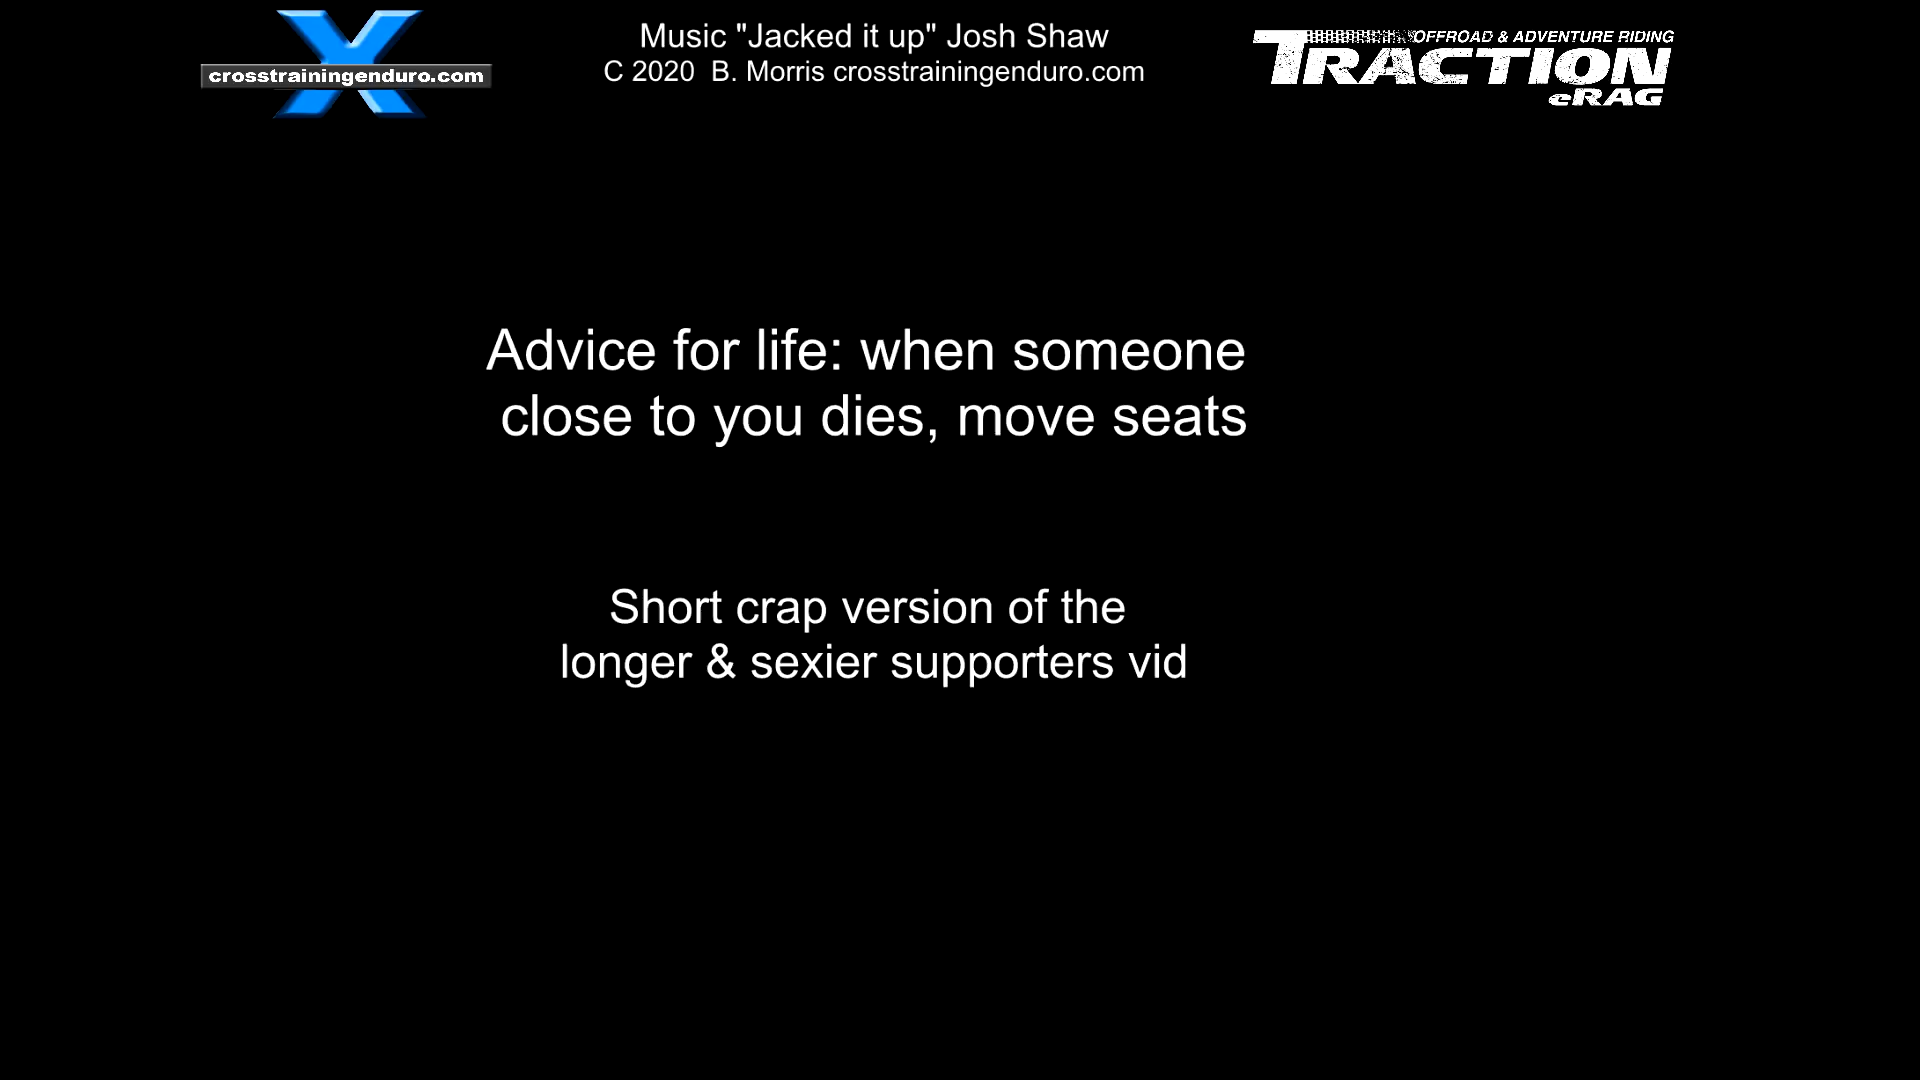 crosstrainingenduro.com
Music "Jacked it up" Josh Shaw
C 2020 B. Morris crosstrainingenduro.com
OFFROAD & ADVENTURE RIDING
TRACTION
eRAG
Advice for life: when someone
close to you dies, move seats
Short crap version of the
longer & sexier supporters vid